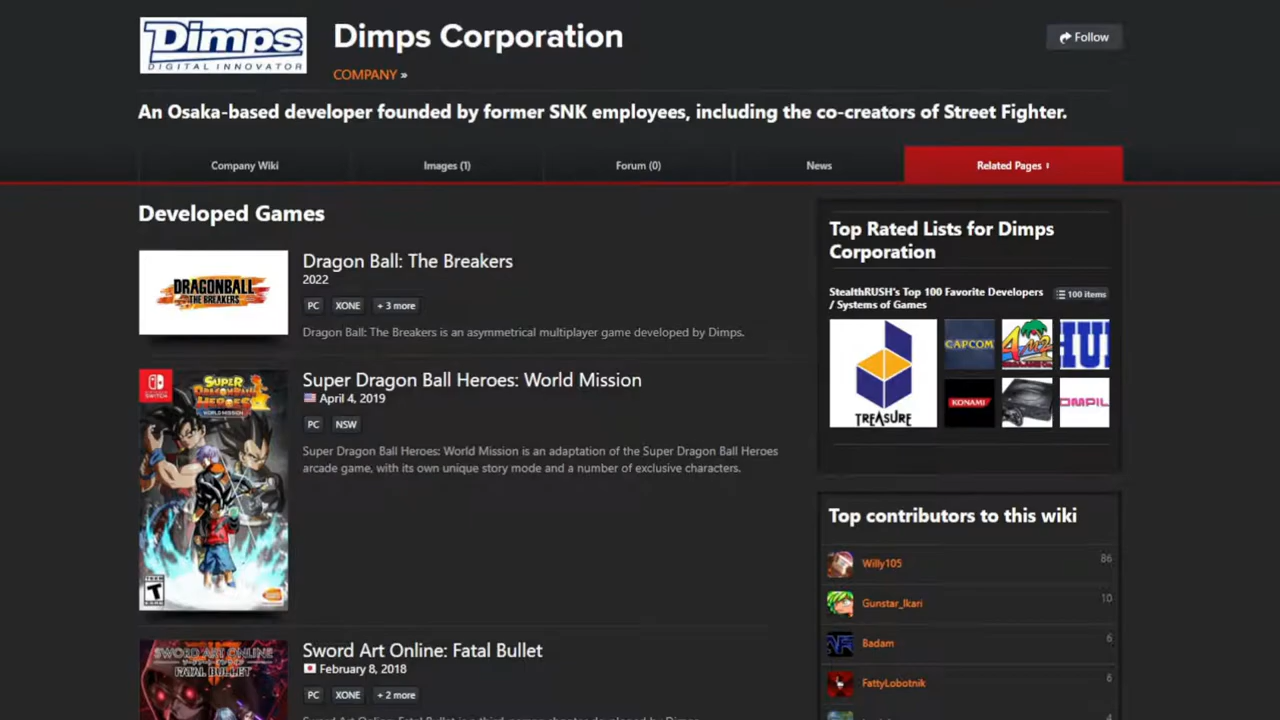 Dimps
DIGITAL INNOVATOR
Dimps Corporation
COMPANY »
Follow
An Osaka-based developer founded by former SNK employees, including the co-creators of Street Fighter.
Company Wiki
Images (1)
Forum (0)
News
Related Pages
Developed Games
DRAGONBALL
THE BREAKERS
Dragon Ball: The Breakers
2022
PC XONE + 3 more
Dragon Ball: The Breakers is an asymmetrical multiplayer game developed by Dimps.
SWITCH
SUPER
DRAGONBALL
HEROES
WORLD MISSION
T
Super Dragon Ball Heroes: World Mission
April 4, 2019
PC NSW
Super Dragon Ball Heroes: World Mission is an adaptation of the Super Dragon Ball Heroes
arcade game, with its own unique story mode and a number of exclusive characters.
SWORD ART ONLINE
FATAL BULLET
Sword Art Online: Fatal Bullet
February 8, 2018
PC XONE + 2 more
Top Rated Lists for Dimps
Corporation
StealthRUSH's Top 100 Favorite Developers
/ Systems of Games
100 items
TREASURE
CAPCOM
KONAMI
Top contributors to this wiki
Willy105 86
Gunstar_Ikari 10
Badam 6
FattyLobotnik 6